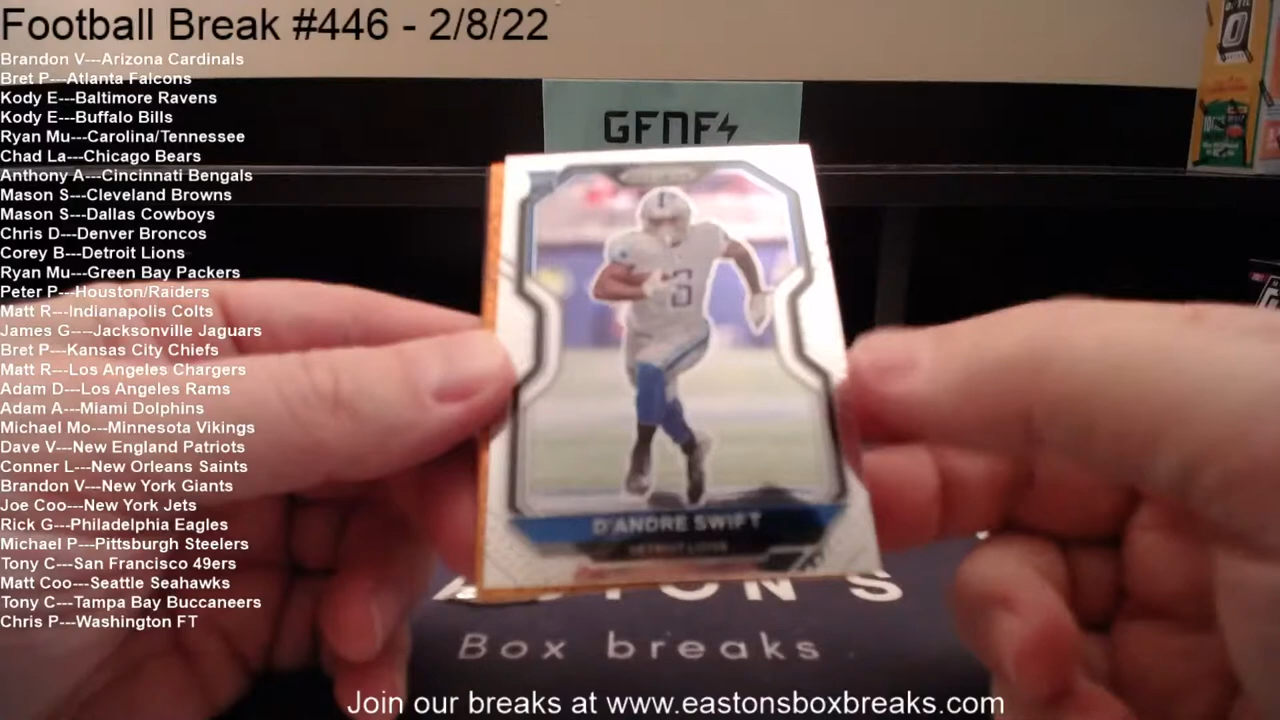 Football Break #446 - 2/8/22
Brandon V---Arizona Cardinals
Bret P---Atlanta Falcons
Kody E---Baltimore Ravens
Kody E---Buffalo Bills
Ryan Mu---Carolina/Tennessee
Chad La---Chicago Bears
Anthony A---Cincinnati Bengals
Mason S---Cleveland Browns
Mason S---Dallas Cowboys
Chris D---Denver Broncos
Corey B---Detroit Lions
Ryan Mu---Green Bay Packers
Peter P---Houston/Raiders
Matt R---Indianapolis Colts
James G----Jacksonville Jaguars
Bret P---Kansas City Chiefs
Matt R---Los Angeles Chargers
Adam D---Los Angeles Rams
Adam A---Miami Dolphins
Michael Mo---Minnesota Vikings
Dave V---New England Patriots
Conner L---New Orleans Saints
Brandon V---New York Giants
Joe Coo---New York Jets
Rick G---Philadelphia Eagles
Michael P---Pittsburgh Steelers
Tony C---San Francisco 49ers
Matt Coo---Seattle Seahawks
Tony C---Tampa Bay Buccaneers
Chris P---Washington FT
GFNF
D'ANDRE SWIFT
DETROIT LIONS
Box breaks
Join our breaks at www.eastonsboxbreaks.com